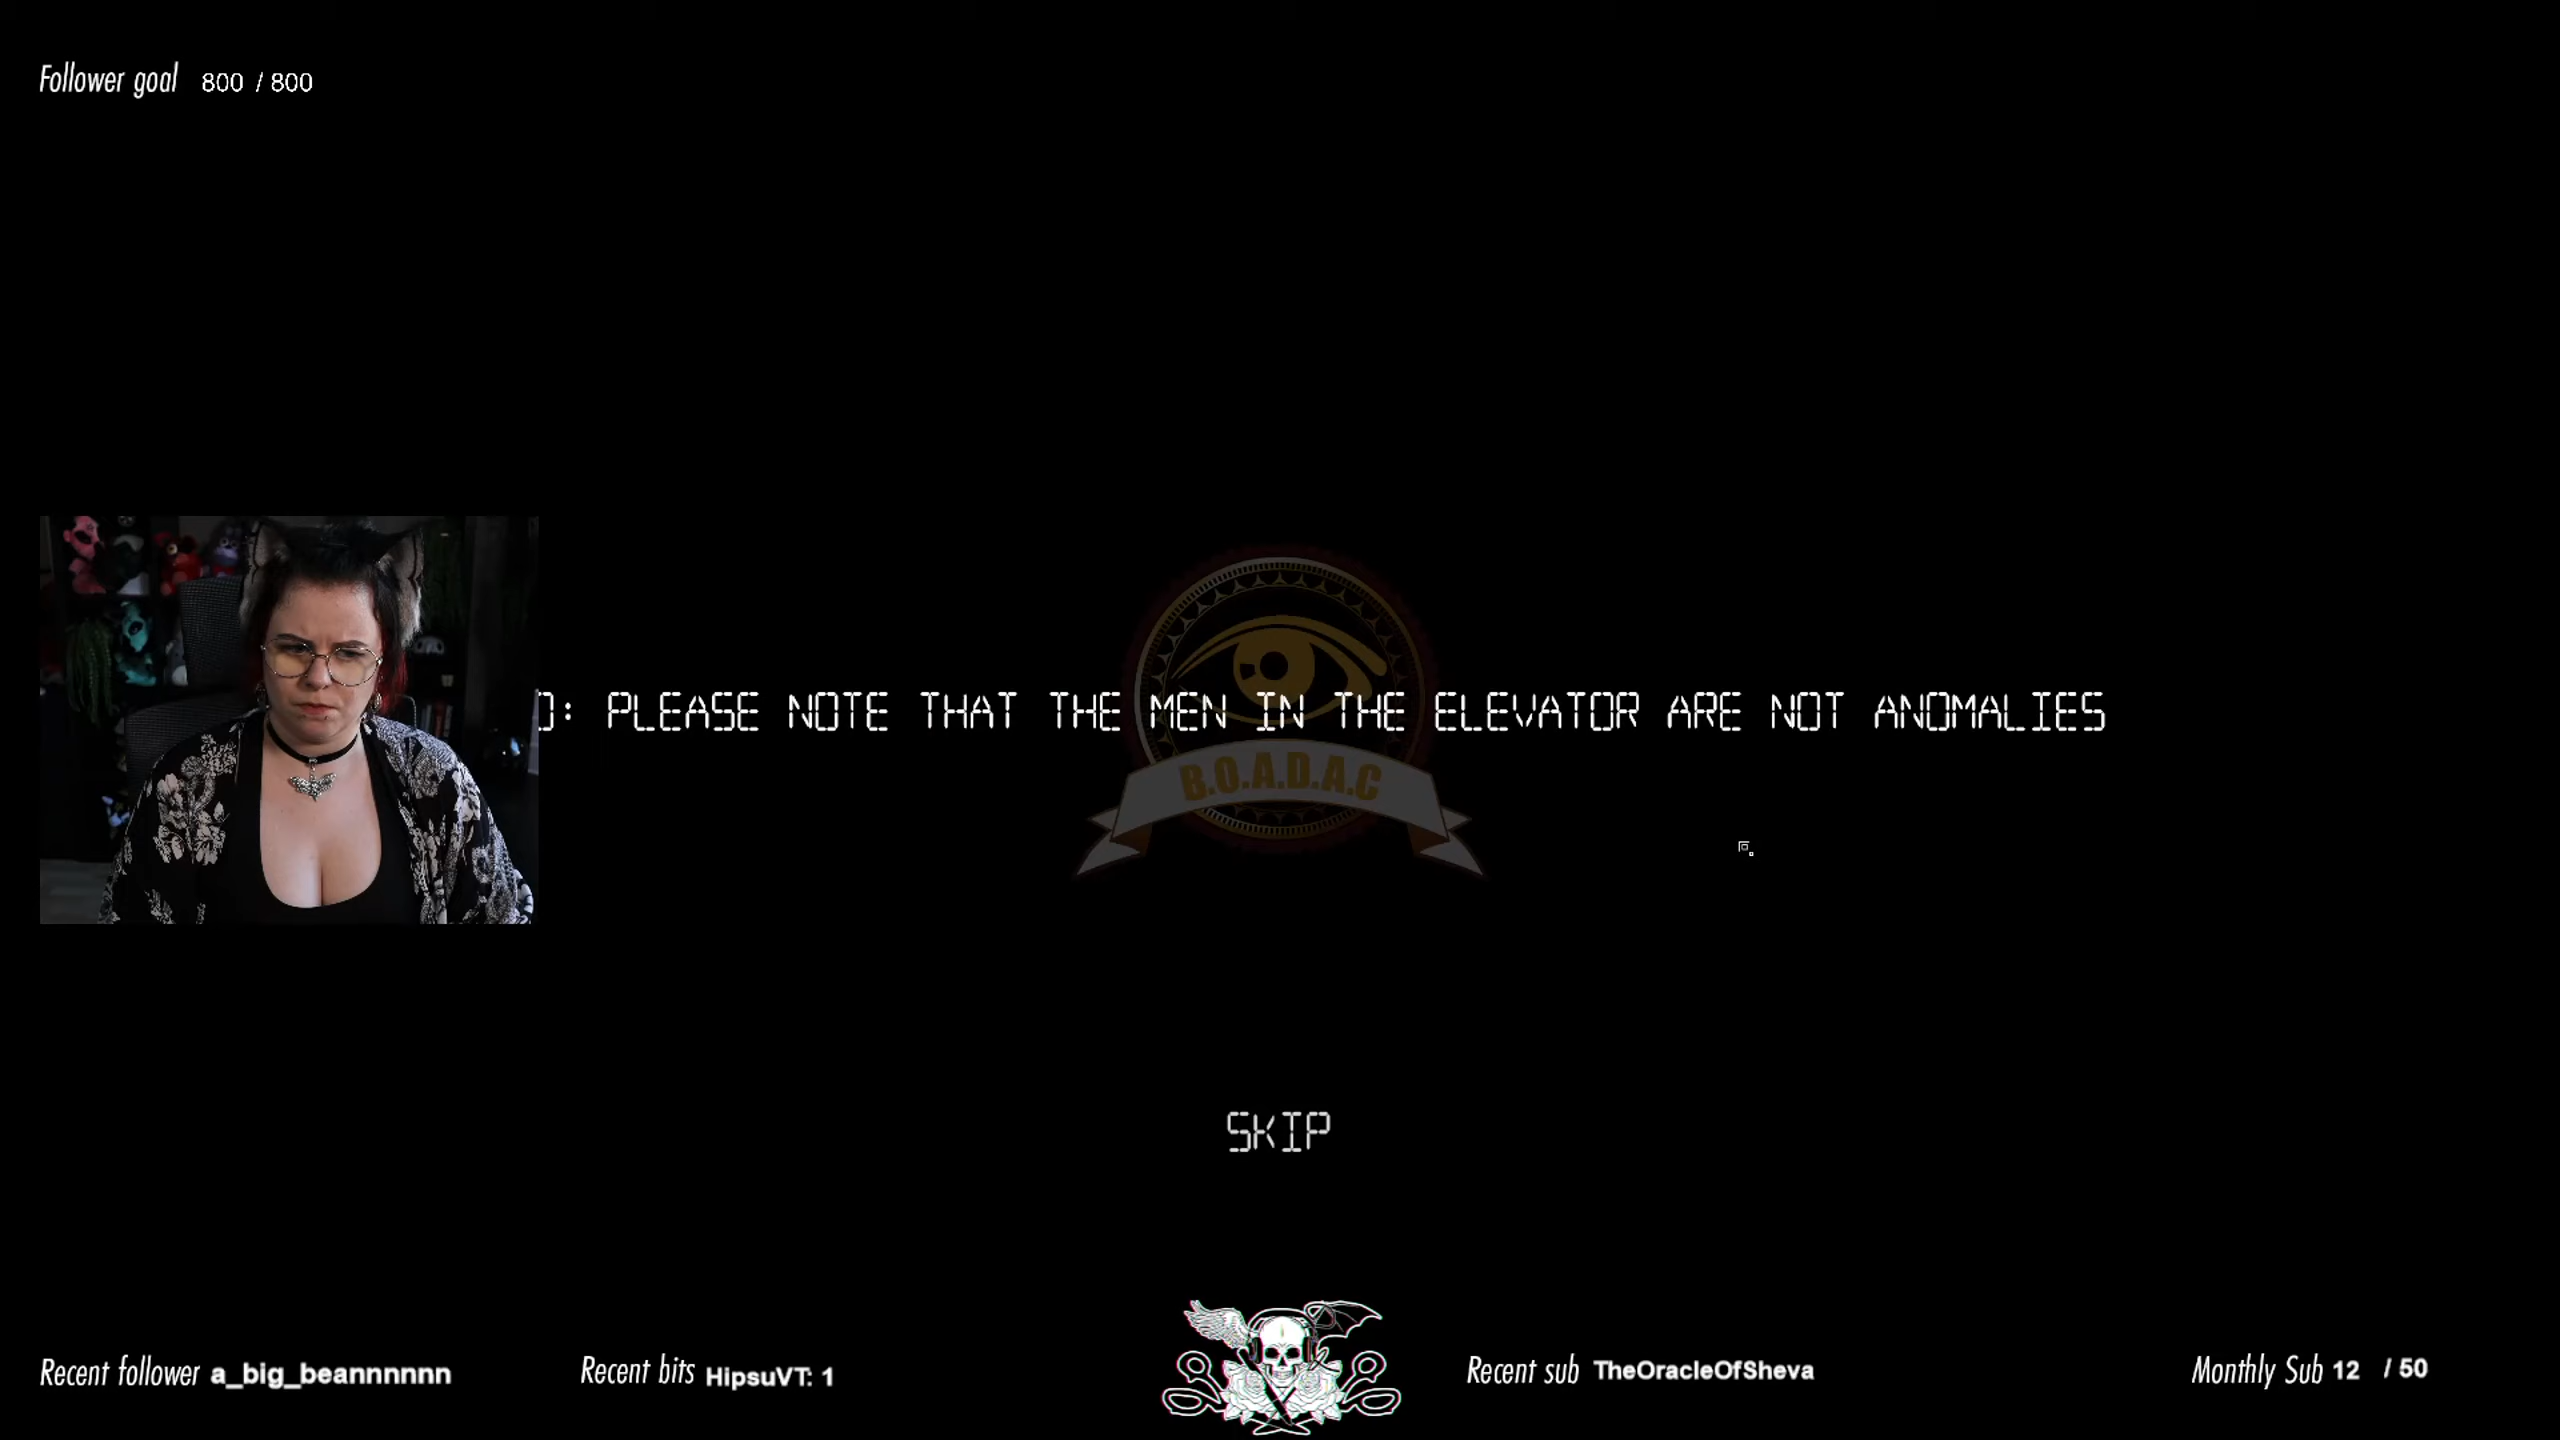 Follower goal 800 / 800
: PLEASE NOTE THAT THE MEN IN THE ELEVATOR ARE NOT ANOMALIES
B.O.A.D.A.C
SKIP
Recent follower a_big_beannnnnn
Recent bits HipsuVT: 1
Recent sub TheOracleOfSheva
Monthly Sub 12 / 50